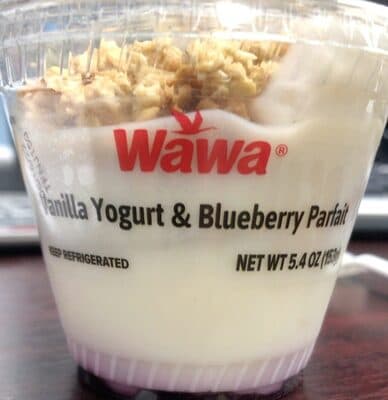 Wawa®
Vanilla Yogurt & Blueberry Parfait
KEEP REFRIGERATED
NET WT 5.4 OZ